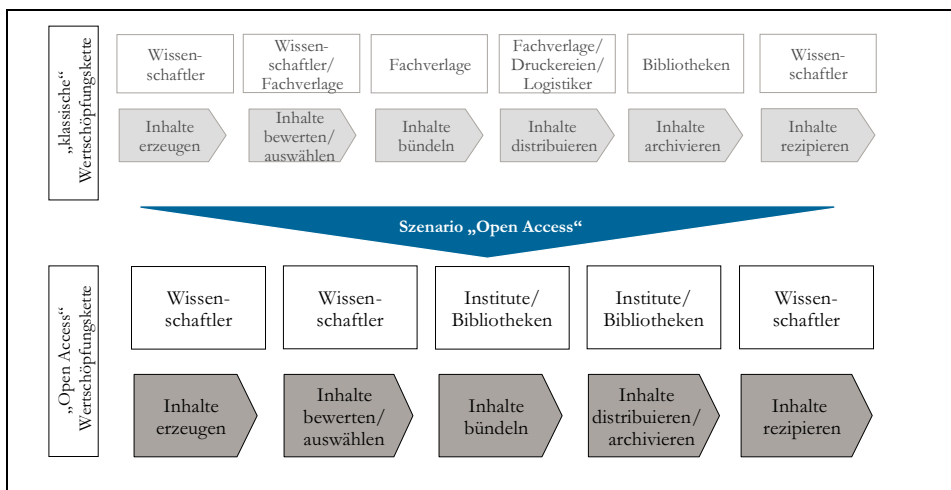 „klassische“
Wertschöpfungskette
Wissen-
schaftler
Wissen-
schaftler/
Fachverlage
Fachverlage
Fachverlage/
Druckereien/
Logistiker
Bibliotheken
Wissen-
schaftler
Inhalte
erzeugen
Inhalte
bewerten/
auswählen
Inhalte
bündeln
Inhalte
distribuieren
Inhalte
archivieren
Inhalte
rezipieren
Szenario „Open Access“
„Open Access“
Wertschöpfungskette
Wissen-
schaftler
Wissen-
schaftler
Institute/
Bibliotheken
Institute/
Bibliotheken
Wissen-
schaftler
Inhalte
erzeugen
Inhalte
bewerten/
auswählen
Inhalte
bündeln
Inhalte
distribuieren/
archivieren
Inhalte
rezipieren